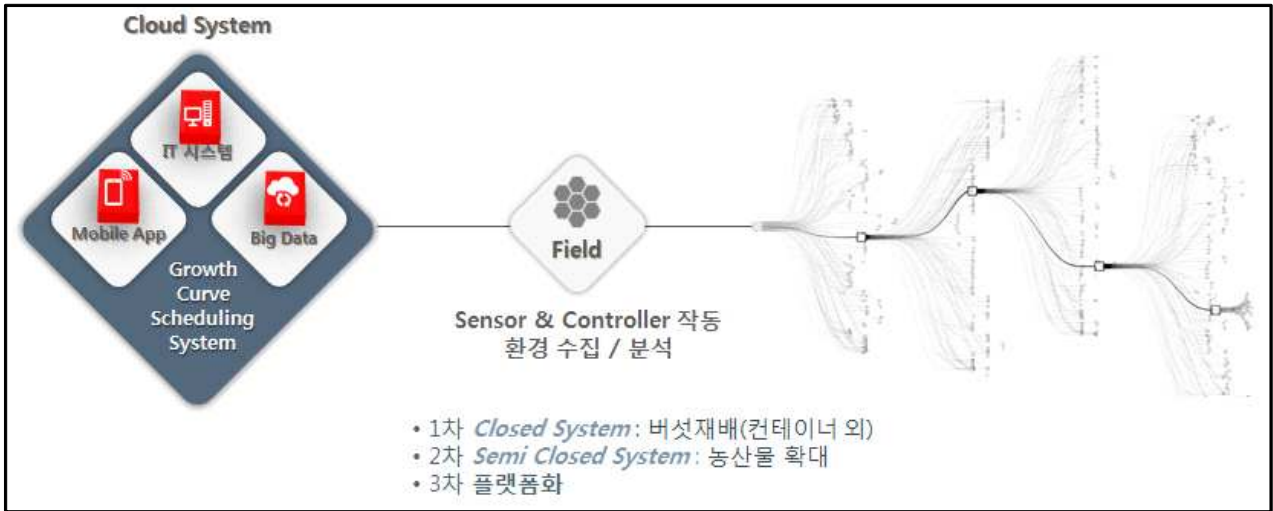 Cloud System
IT 시스템
Mobile App
Big Data
Growth
Curve
Scheduling
System
Field
Sensor & Controller 작동
환경 수집 / 분석
• 1차 Closed System : 버섯재배(컨테이너 외)
• 2차 Semi Closed System : 농산물 확대
• 3차 플랫폼화